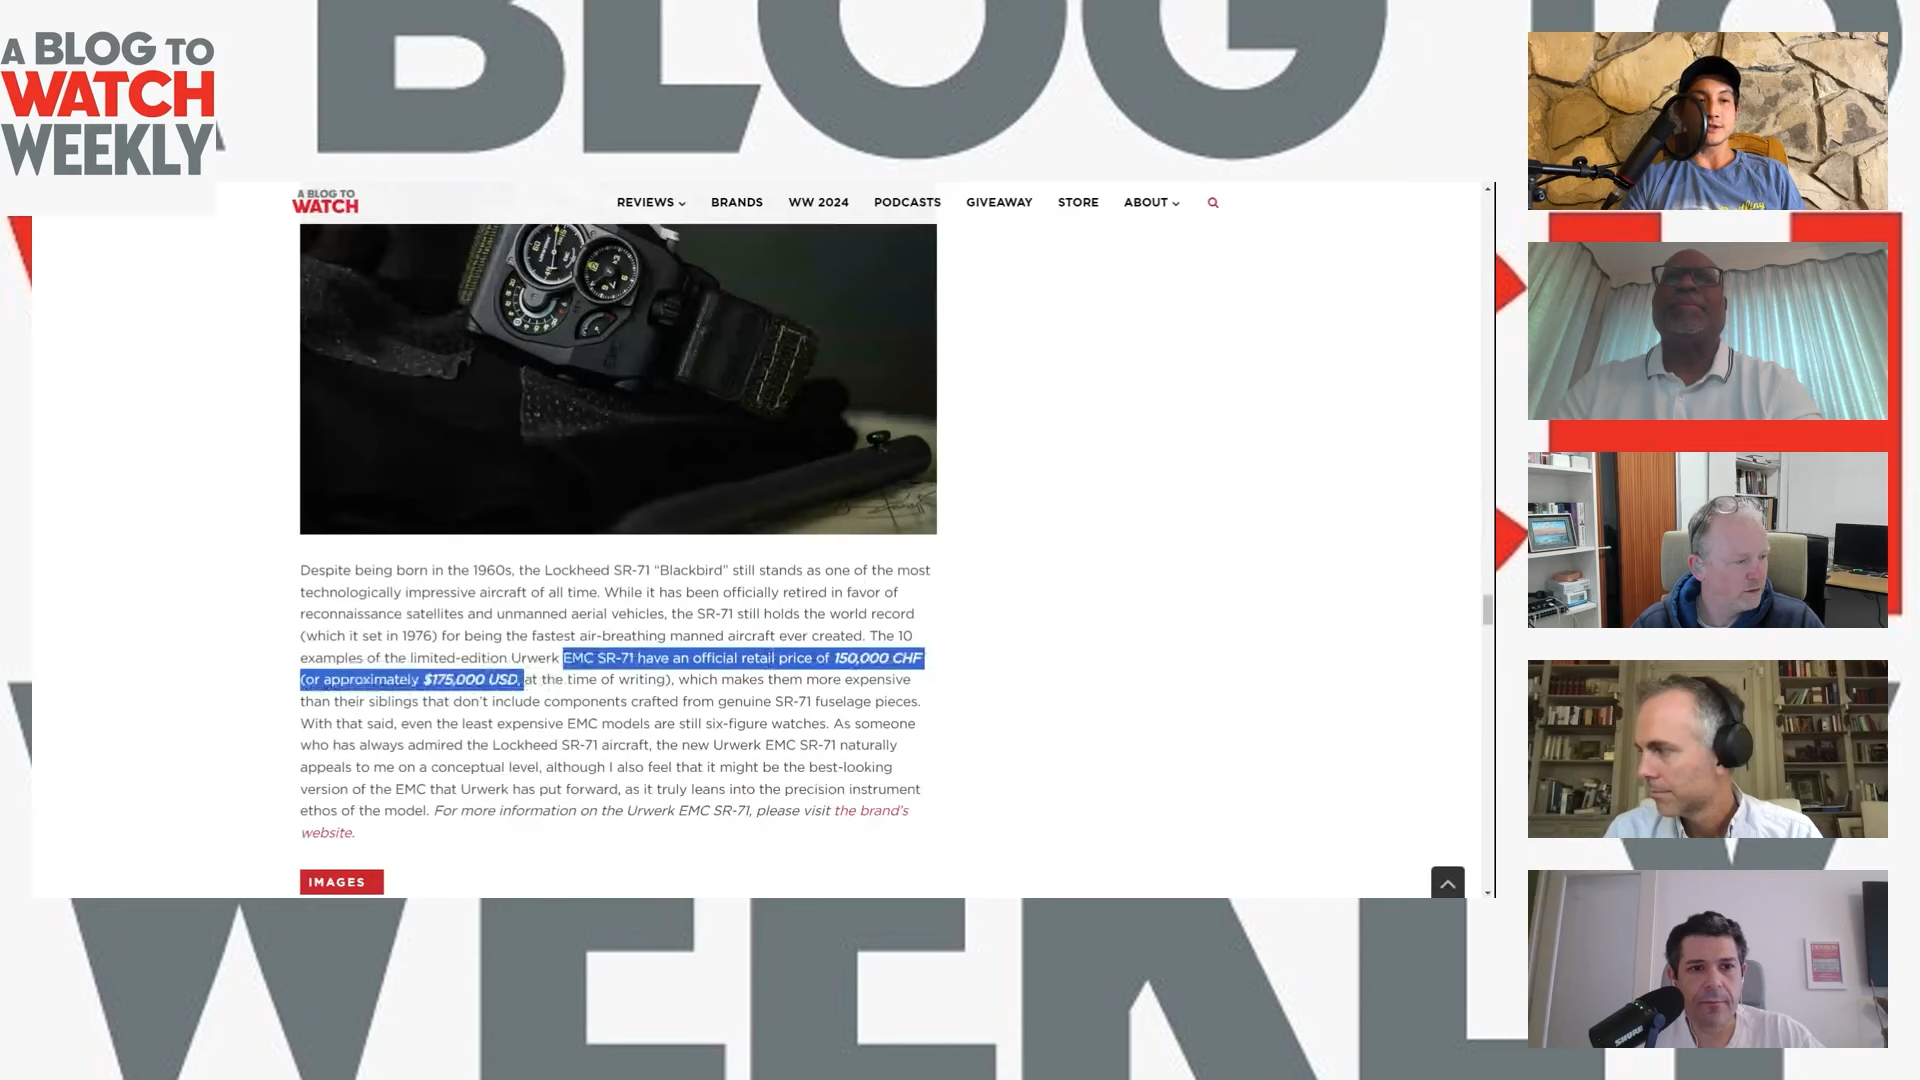 BLOG TO
A BLOG TO
WATCH
WEEKLY
A BLOG TO
WATCH
REVIEWS
BRANDS
WW 2024
PODCASTS
GIVEAWAY
STORE
ABOUT
Despite being born in the 1960s, the Lockheed SR-71 “Blackbird” still stands as one of the most
technologically impressive aircraft of all time. While it has been officially retired in favor of
reconnaissance satellites and unmanned aerial vehicles, the SR-71 still holds the world record
(which it set in 1976) for being the fastest air-breathing manned aircraft ever created. The 10
examples of the limited-edition Urwerk EMC SR-71 have an official retail price of 150,000 CHF
(or approximately $175,000 USD, at the time of writing), which makes them more expensive
than their siblings that don’t include components crafted from genuine SR-71 fuselage pieces.
With that said, even the least expensive EMC models are still six-figure watches. As someone
who has always admired the Lockheed SR-71 aircraft, the new Urwerk EMC SR-71 naturally
appeals to me on a conceptual level, although I also feel that it might be the best-looking
version of the EMC that Urwerk has put forward, as it truly leans into the precision instrument
ethos of the model. For more information on the Urwerk EMC SR-71, please visit the brand’s
website.
IMAGES
SHURE